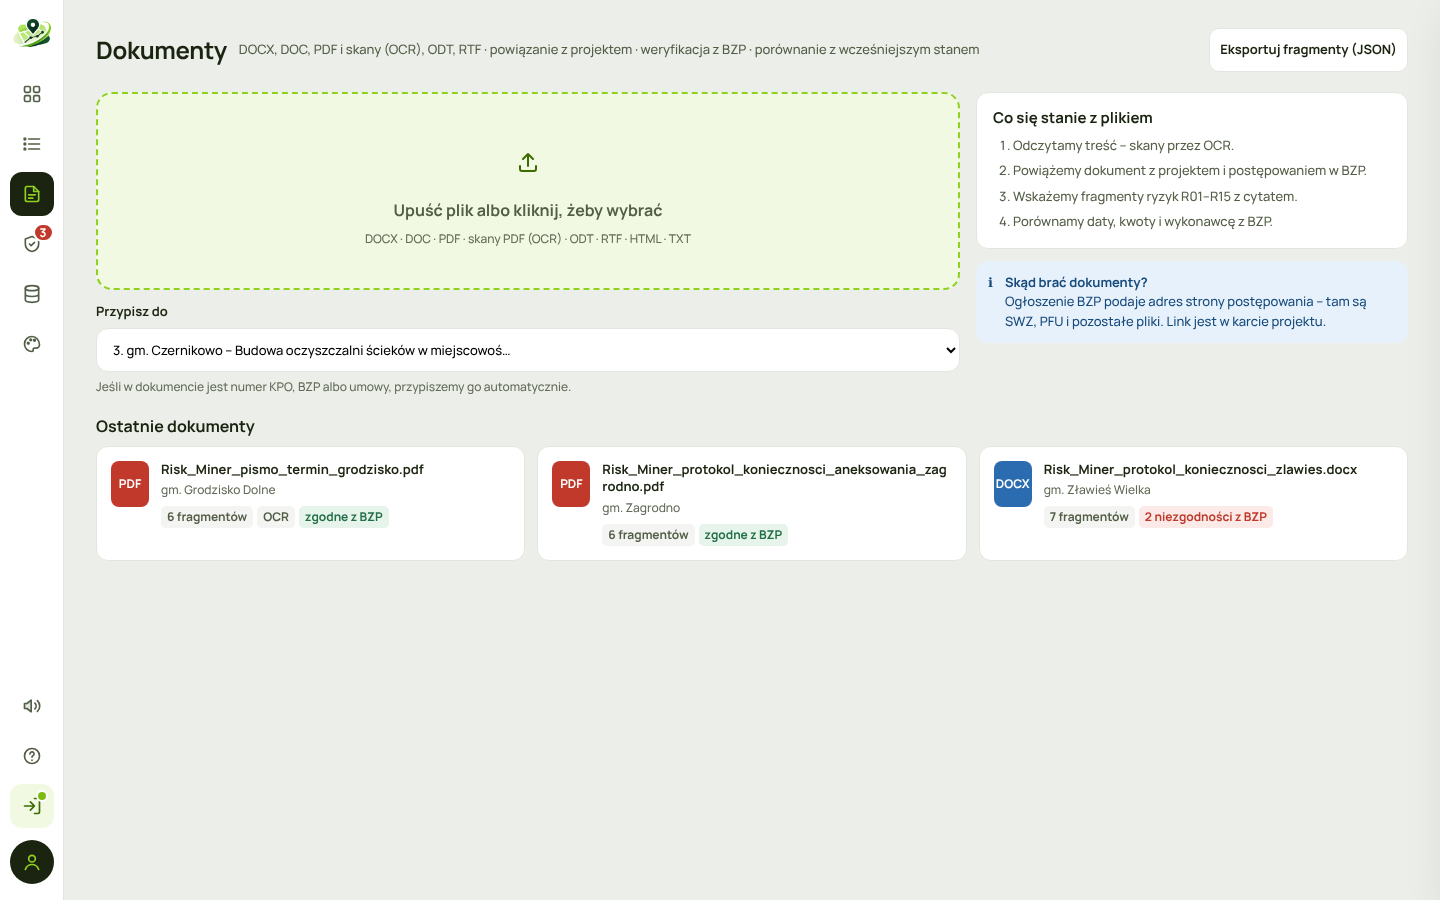 Dokumenty
DOCX, DOC, PDF i skany (OCR), ODT, RTF · powiązanie z projektem · weryfikacja z BZP · porównanie z wcześniejszym stanem
Eksportuj fragmenty (JSON)
3
Upuść plik albo kliknij, żeby wybrać
DOCX · DOC · PDF · skany PDF (OCR) · ODT · RTF · HTML · TXT
Co się stanie z plikiem
1. Odczytamy treść – skany przez OCR.
2. Powiążemy dokument z projektem i postępowaniem w BZP.
3. Wskażemy fragmenty ryzyk R01–R15 z cytatem.
4. Porównamy daty, kwoty i wykonawcę z BZP.
Skąd brać dokumenty?
Ogłoszenie BZP podaje adres strony postępowania – tam są
SWZ, PFU i pozostałe pliki. Link jest w karcie projektu.
Przypisz do
3. gm. Czernikowo – Budowa oczyszczalni ścieków w miejscowoś...
Jeśli w dokumencie jest numer KPO, BZP albo umowy, przypiszemy go automatycznie.
Ostatnie dokumenty
PDF
Risk_Miner_pismo_termin_grodzisko.pdf
gm. Grodzisko Dolne
6 fragmentów
OCR
zgodne z BZP
PDF
Risk_Miner_protokol_koniecznosci_aneksowania_zag
rodno.pdf
gm. Zagrodno
6 fragmentów
zgodne z BZP
DOCX
Risk_Miner_protokol_koniecznosci_zlawies.docx
gm. Zławieś Wielka
7 fragmentów
2 niezgodności z BZP